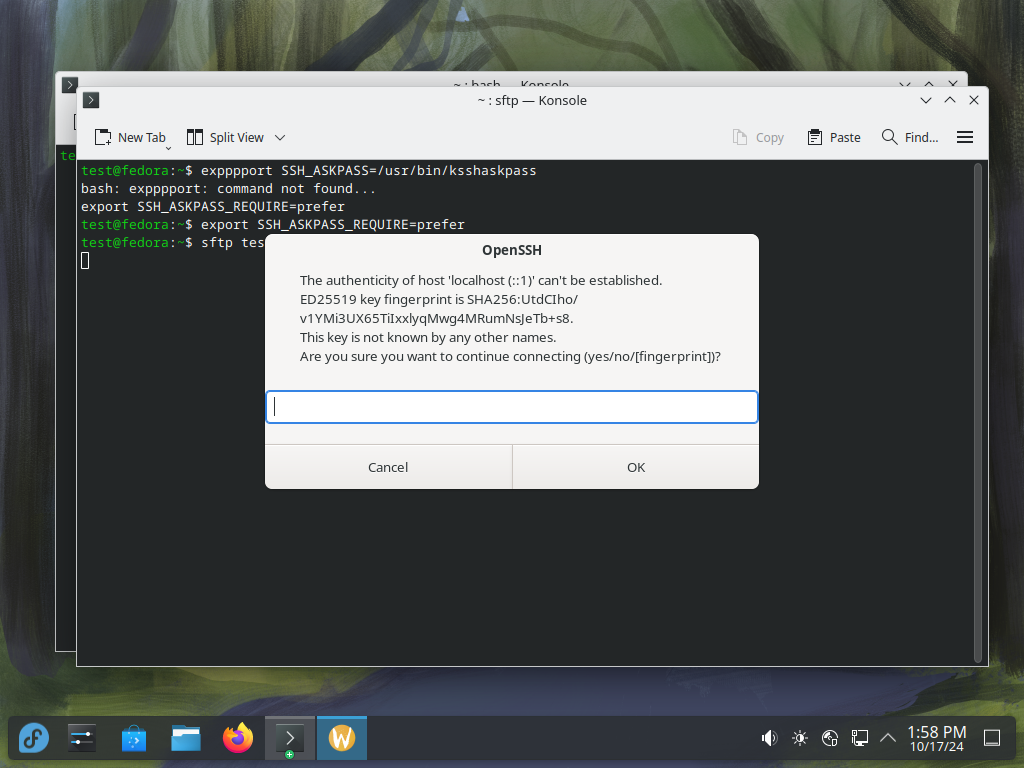 ~ : bash — Konsole
~ : sftp — Konsole
New Tab
Split View
Copy
Paste
Find...
te
test@fedora:~$ expppport SSH_ASKPASS=/usr/bin/ksshaskpass
bash: expppport: command not found...
export SSH_ASKPASS_REQUIRE=prefer
test@fedora:~$ export SSH_ASKPASS_REQUIRE=prefer
test@fedora:~$ sftp tes
OpenSSH
The authenticity of host 'localhost (::1)' can't be established.
ED25519 key fingerprint is SHA256:UtdCIho/
v1YMi3UX65TiIxxlyqMwg4MRumNsJeTb+s8.
This key is not known by any other names.
Are you sure you want to continue connecting (yes/no/[fingerprint])?
Cancel
OK
1:58 PM
10/17/24